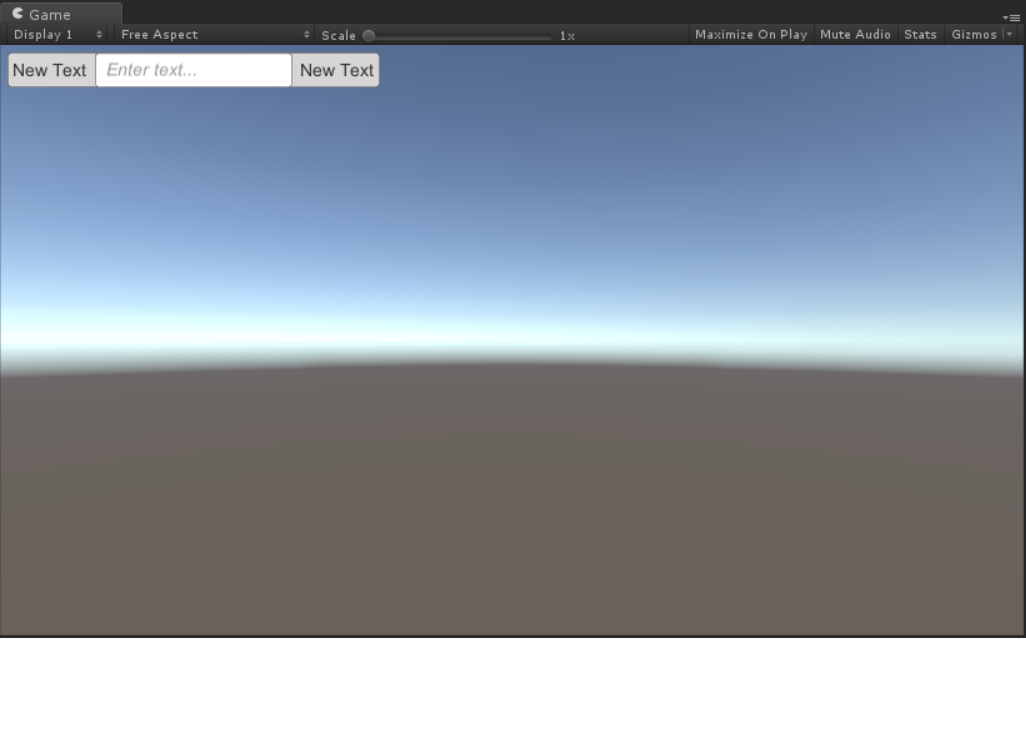 Game
Display 1 Free Aspect Scale 1x Maximize On Play Mute Audio Stats Gizmos
New Text Enter text... New Text